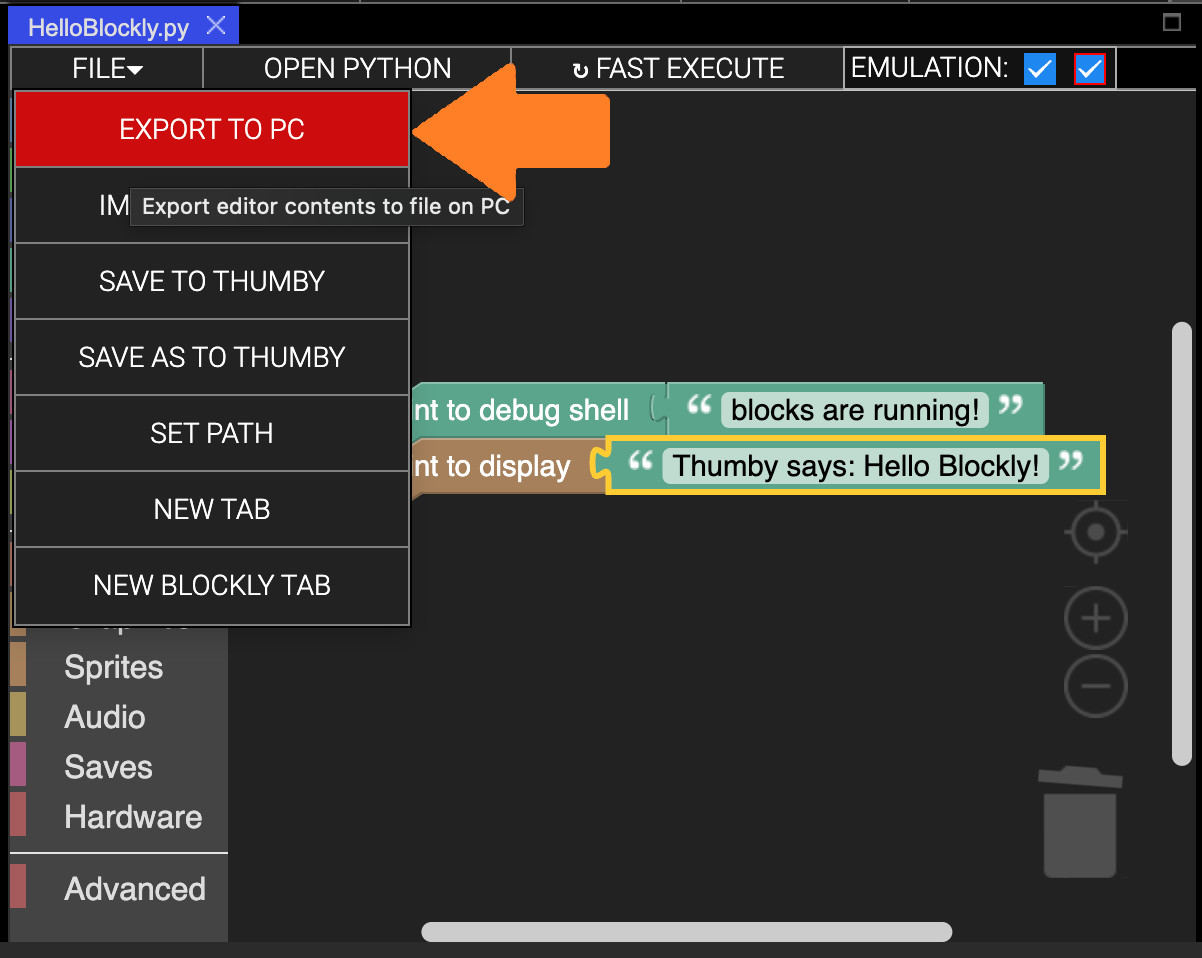 HelloBlockly.py
FILE OPEN PYTHON ↻ FAST EXECUTE EMULATION:
EXPORT TO PC
IM
Export editor contents to file on PC
SAVE TO THUMBY
SAVE AS TO THUMBY
nt to debug shell “ blocks are running! ”
SET PATH
nt to display “ Thumby says: Hello Blockly! ”
NEW TAB
NEW BLOCKLY TAB
Sprites
Audio
Saves
Hardware
Advanced